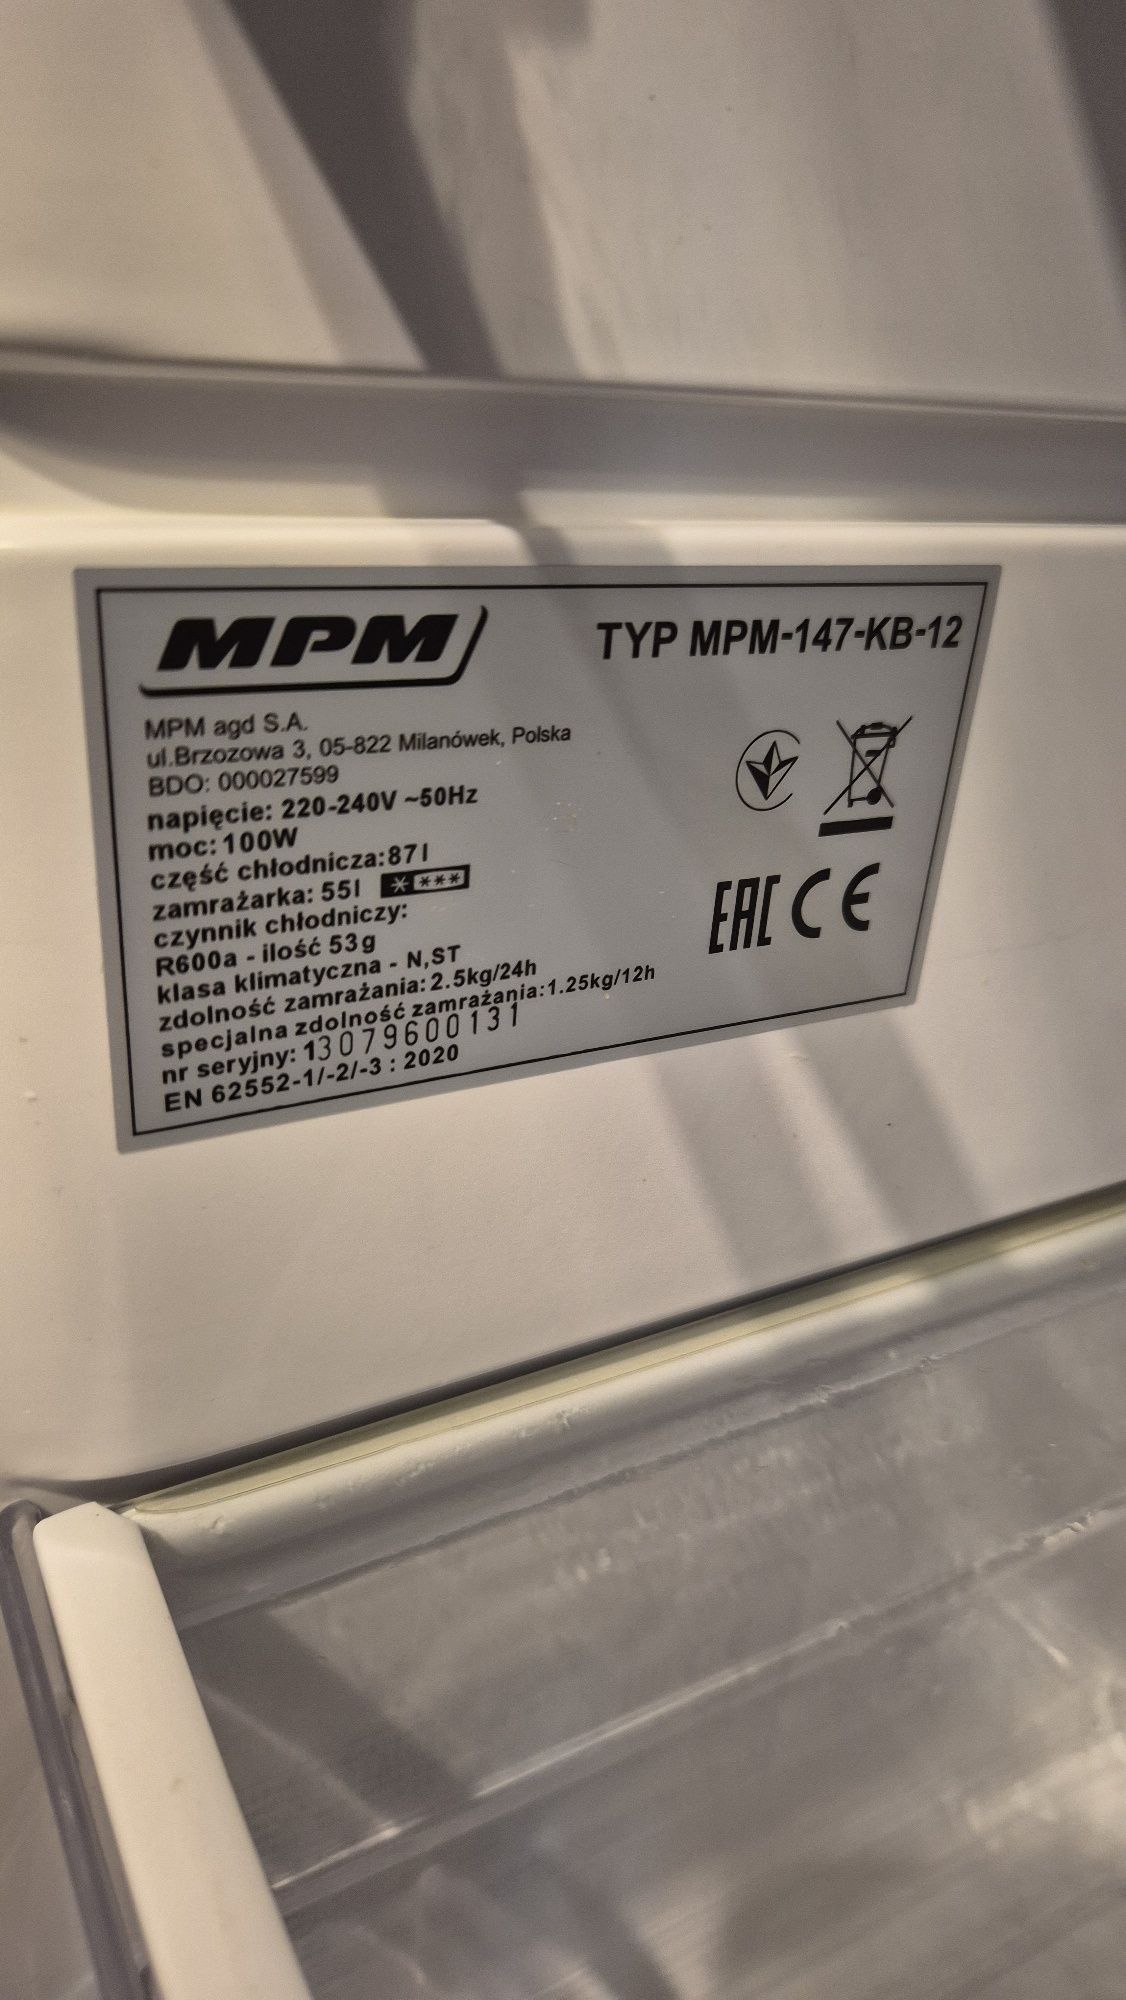 MPM
TYP MPM-147-KB-12
MPM agd S.A.
ul.Brzozowa 3, 05-822 Milanówek, Polska
BDO: 000027599
napięcie: 220-240V ~50Hz
moc: 100W
część chłodnicza:87l
zamrażarka: 55l ****
czynnik chłodniczy:
R600a - ilość 53g
klasa klimatyczna - N,ST
zdolność zamrażania: 2.5kg/24h
specjalna zdolność zamrażania:1.25kg/12h
nr seryjny: 13079600131
EN 62552-1/-2/-3 : 2020
EAC CE